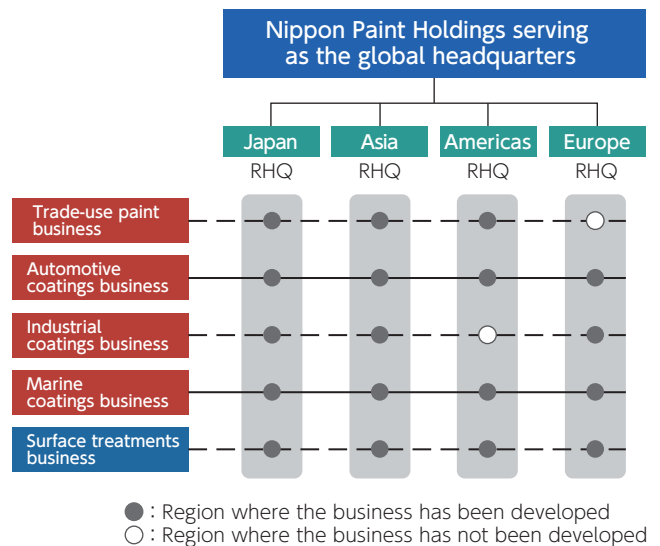 Nippon Paint Holdings serving
as the global headquarters
Japan
Asia
Americas
Europe
RHQ
RHQ
RHQ
RHQ
Trade-use paint
business
Automotive
coatings business
Industrial
coatings business
Marine
coatings business
Surface treatments
business
: Region where the business has been developed
: Region where the business has not been developed